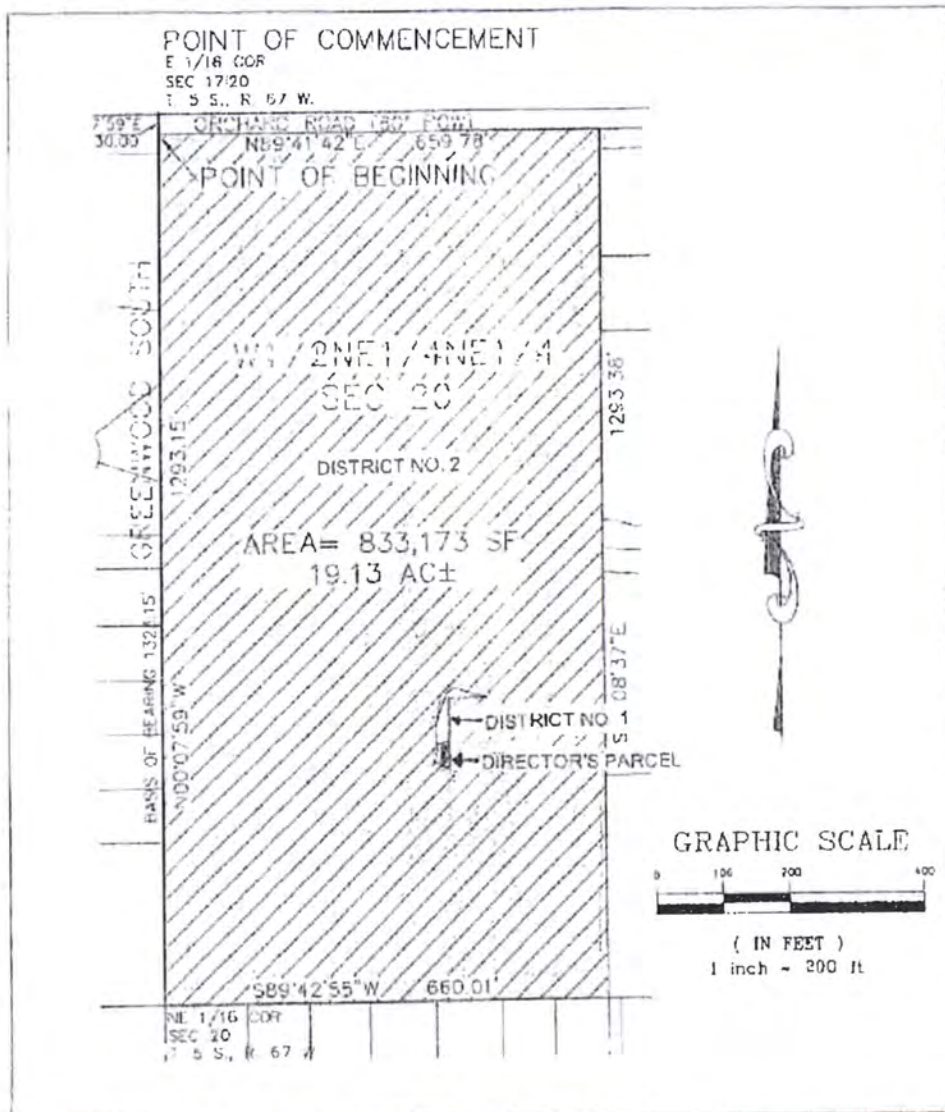 POINT OF COMMENCEMENT
E 1/16 COR
SEC 17/20
T. 5 S., R. 67 W.
7'59"E
30.00
ORCHARD ROAD (60' ROW)
N89°41'42"E 659.78'
POINT OF BEGINNING
GREENWOOD SOUTH
1293.15'
W1/2NE1/4NE1/4
SEC. 20
DISTRICT NO. 2
1293.38'
AREA= 833,173 SF
19.13 AC±
BASIS OF BEARING
N00°07'59"W
S 08'37"E
DISTRICT NO. 1
DIRECTOR'S PARCEL
GRAPHIC SCALE
0 200 400
( IN FEET )
1 inch = 200 ft.
S89°42'55"W 660.01'
NE 1/16 COR
SEC 20
T. 5 S., R. 67 W